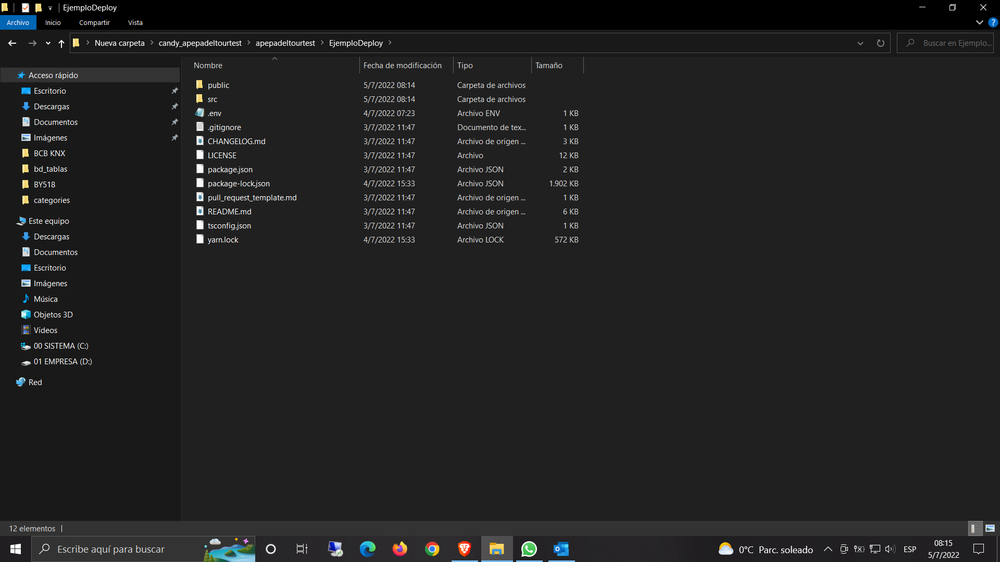 EjemploDeploy
Archivo Inicio Compartir Vista
Nueva carpeta candy_apepadeltourtest apepadeltourtest EjemploDeploy Buscar en Ejemplo...
Nombre Fecha de modificación Tipo Tamaño
Acceso rápido
Escritorio
Descargas
Documentos
Imágenes
BCB KNX
bd_tablas
BY518
categories
Este equipo
Descargas
Documentos
Escritorio
Imágenes
Música
Objetos 3D
Videos
00 SISTEMA (C:)
01 EMPRESA (D:)
Red
public 5/7/2022 08:14 Carpeta de archivos
src 5/7/2022 08:14 Carpeta de archivos
.env 4/7/2022 07:23 Archivo ENV 1 KB
.gitignore 3/7/2022 11:47 Documento de tex... 1 KB
CHANGELOG.md 3/7/2022 11:47 Archivo de origen ... 3 KB
LICENSE 3/7/2022 11:47 Archivo 12 KB
package.json 3/7/2022 11:47 Archivo JSON 2 KB
package-lock.json 4/7/2022 15:33 Archivo JSON 1.902 KB
pull_request_template.md 3/7/2022 11:47 Archivo de origen ... 1 KB
README.md 3/7/2022 11:47 Archivo de origen ... 6 KB
tsconfig.json 3/7/2022 11:47 Archivo JSON 1 KB
yarn.lock 4/7/2022 15:33 Archivo LOCK 572 KB
12 elementos
Escribe aquí para buscar
0°C Parc. soleado
ESP
08:15
5/7/2022